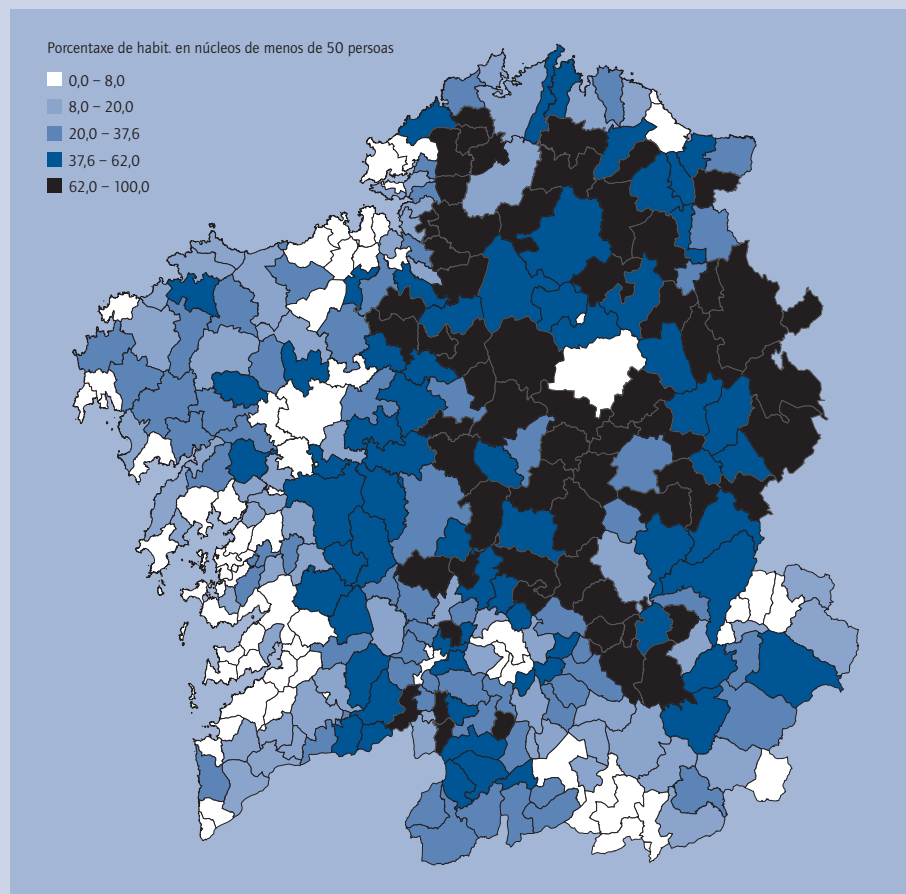 Porcentaxe de habit. en núcleos de menos de 50 persoas
0,0 – 8,0
8,0 – 20,0
20,0 – 37,6
37,6 – 62,0
62,0 – 100,0